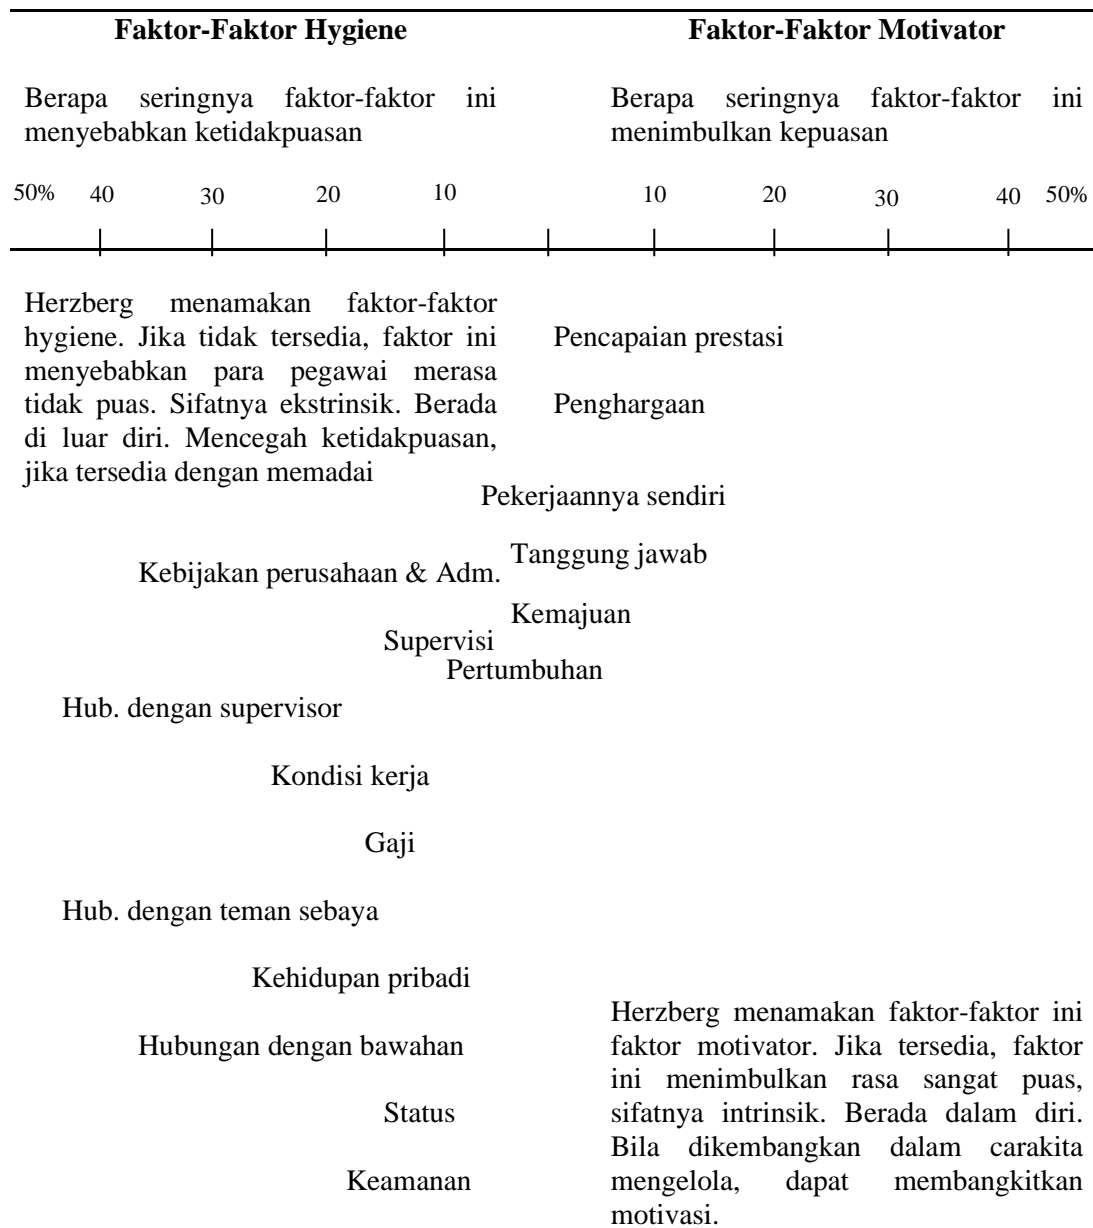 Faktor-Faktor Hygiene
Faktor-Faktor Motivator
Berapa seringnya faktor-faktor ini
menyebabkan ketidakpuasan
Berapa seringnya faktor-faktor ini
menimbulkan kepuasan
50% 40 30 20 10 10 20 30 40 50%
Herzberg menamakan faktor-faktor
hygiene. Jika tidak tersedia, faktor ini
menyebabkan para pegawai merasa
tidak puas. Sifatnya ekstrinsik. Berada
di luar diri. Mencegah ketidakpuasan,
jika tersedia dengan memadai
Pencapaian prestasi
Penghargaan
Pekerjaannya sendiri
Tanggung jawab
Kebijakan perusahaan & Adm.
Kemajuan
Supervisi
Pertumbuhan
Hub. dengan supervisor
Kondisi kerja
Gaji
Hub. dengan teman sebaya
Kehidupan pribadi
Hubungan dengan bawahan
Status
Keamanan
Herzberg menamakan faktor-faktor ini
faktor motivator. Jika tersedia, faktor
ini menimbulkan rasa sangat puas,
sifatnya intrinsik. Berada dalam diri.
Bila dikembangkan dalam carakita
mengelola, dapat membangkitkan
motivasi.